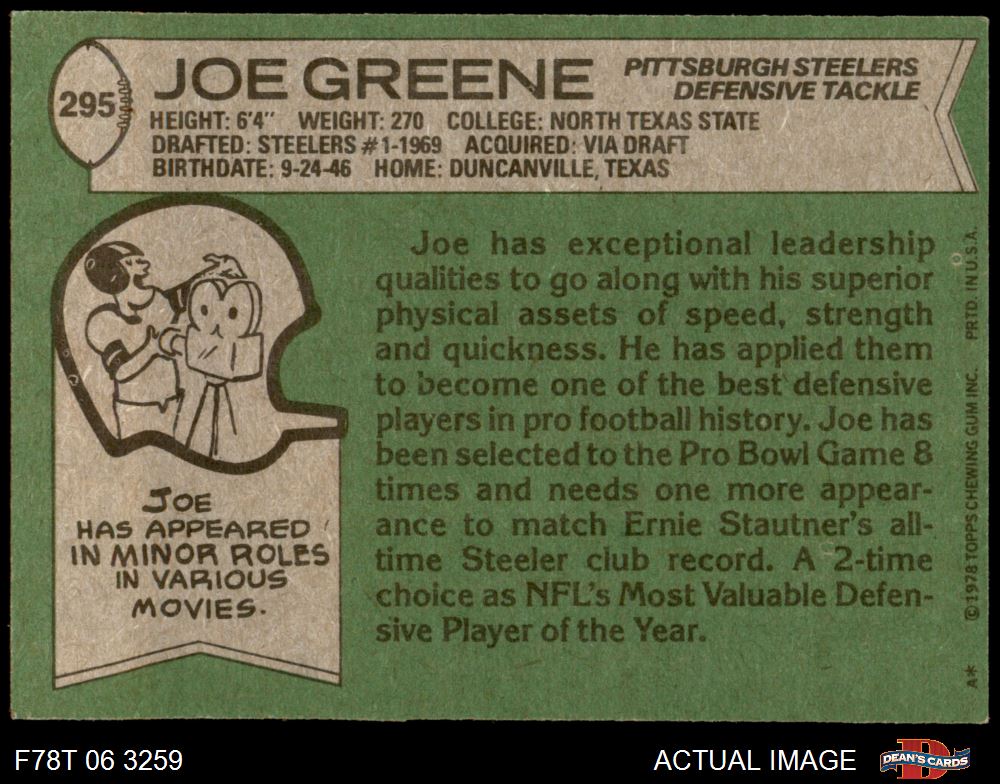 295
JOE GREENE
PITTSBURGH STEELERS
DEFENSIVE TACKLE
HEIGHT: 6'4" WEIGHT: 270 COLLEGE: NORTH TEXAS STATE
DRAFTED: STEELERS #1-1969 ACQUIRED: VIA DRAFT
BIRTHDATE: 9-24-46 HOME: DUNCANVILLE, TEXAS
JOE
HAS APPEARED
IN MINOR ROLES
IN VARIOUS
MOVIES.
Joe has exceptional leadership
qualities to go along with his superior
physical assets of speed, strength
and quickness. He has applied them
to become one of the best defensive
players in pro football history. Joe has
been selected to the Pro Bowl Game 8
times and needs one more appear-
ance to match Ernie Stautner's all-
time Steeler club record. A 2-time
choice as NFL's Most Valuable Defen-
sive Player of the Year.
© 1978 TOPPS CHEWING GUM INC. PRTD. IN U.S.A.
A*
F78T 06 3259
ACTUAL IMAGE
DEAN'S CARDS